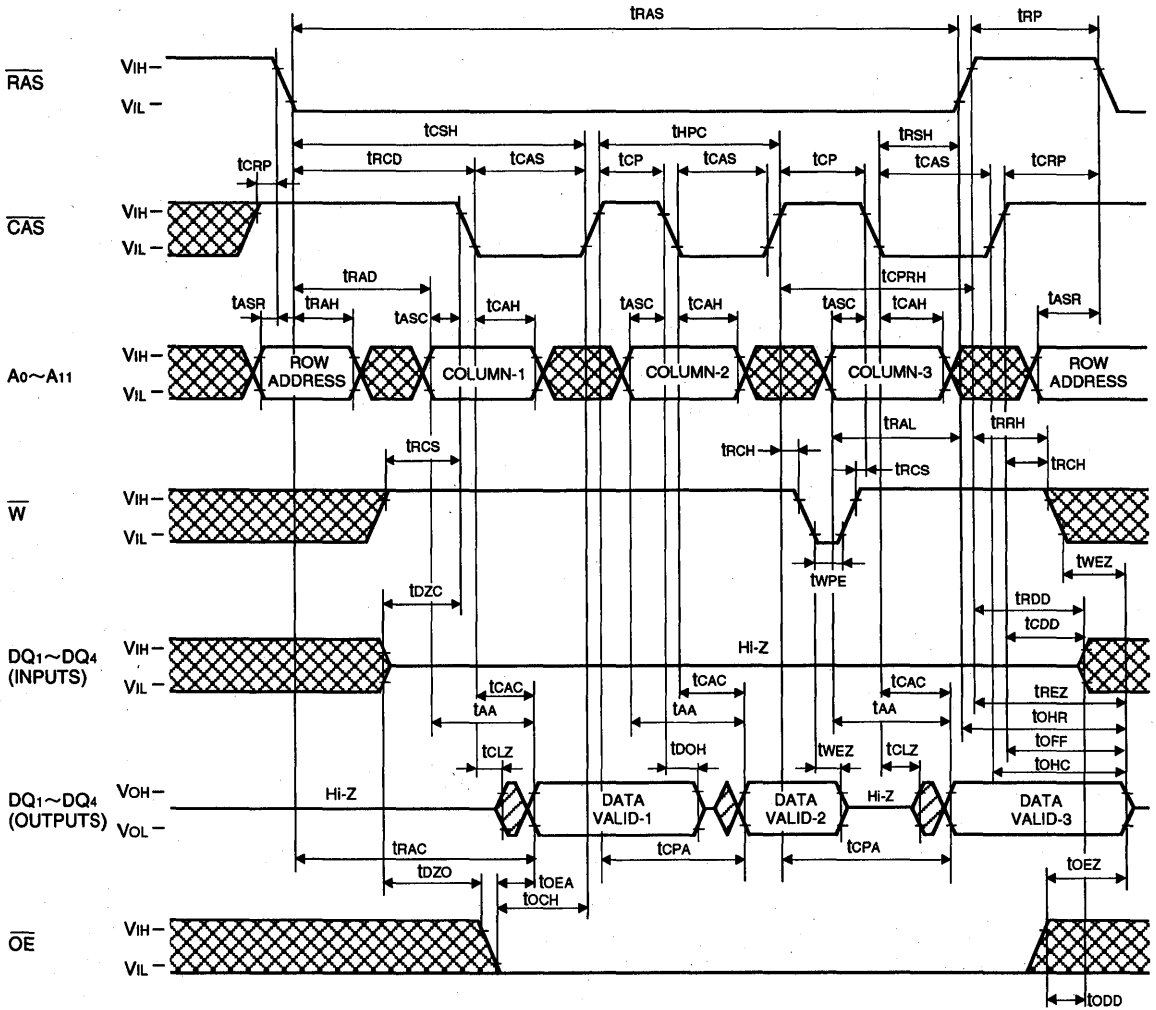 tRAS tRP
RAS VIH
VIL
tCSH tHPC tRSH
tCRP tRCD tCAS tCP tCAS tCP tCAS tCRP
CAS VIH
VIL
tRAD tCPRH
tASR tRAH tASC tCAH tASC tCAH tASC tCAH tASR
A0~A11 VIH
VIL
ROW ADDRESS COLUMN-1 COLUMN-2 COLUMN-3 ROW ADDRESS
tRCS tRCH tRAL tRRH
tRCS tRCH
W VIH
VIL
tWPE tWEZ
tDZC tRDD
tCDD
DQ1~DQ4 (INPUTS) VIH
VIL
Hi-Z
tCAC tCAC tCAC tREZ
tAA tAA tAA tOHR
tCLZ tDOH tWEZ tCLZ tOFF
tOHC
DQ1~DQ4 (OUTPUTS) VOH
VOL
Hi-Z DATA VALID-1 DATA VALID-2 Hi-Z DATA VALID-3
tRAC tCPA tCPA
tDZO tOEA tOEZ
tOCH
OE VIH
VIL
tODD